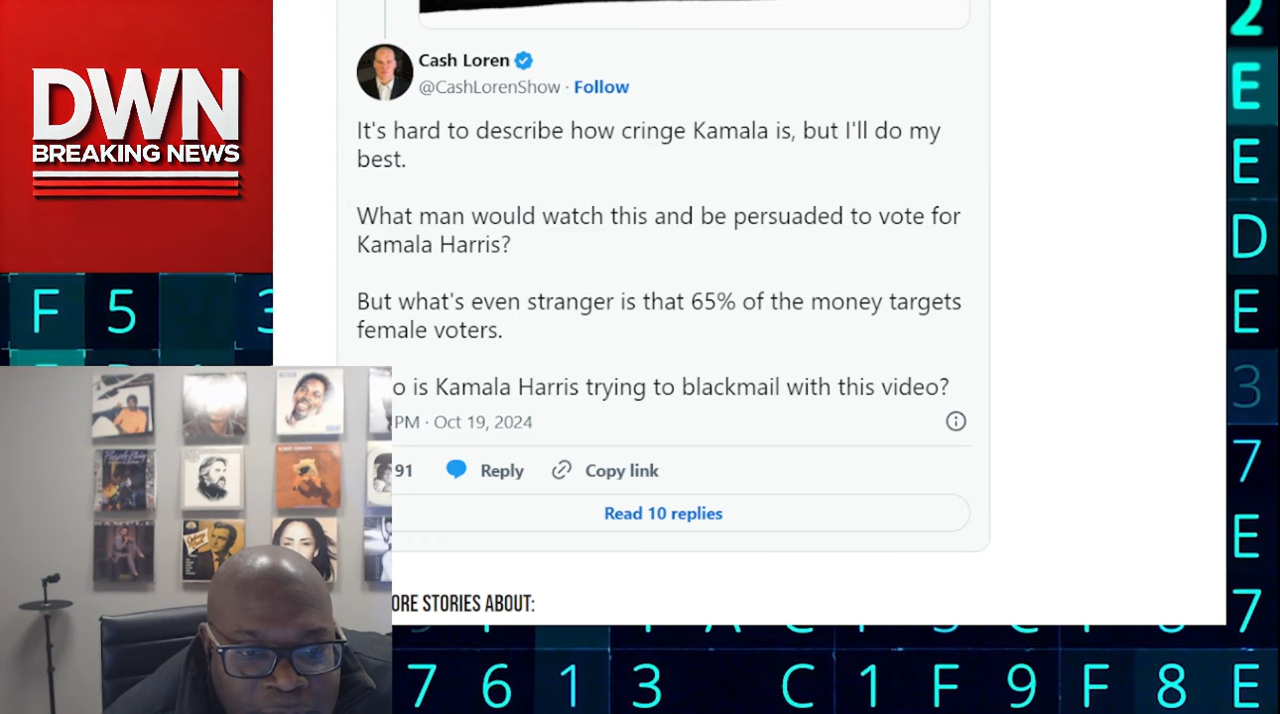 DWN
BREAKING NEWS
Cash Loren
@CashLorenShow · Follow
It's hard to describe how cringe Kamala is, but I'll do my
best.
What man would watch this and be persuaded to vote for
Kamala Harris?
But what's even stranger is that 65% of the money targets
female voters.
o is Kamala Harris trying to blackmail with this video?
PM · Oct 19, 2024
91 Reply Copy link
Read 10 replies
ORE STORIES ABOUT:
F 5 3
2
E
E
D
E
3
7
E
7
7 6 1 3 C 1 F 9 F 8 E